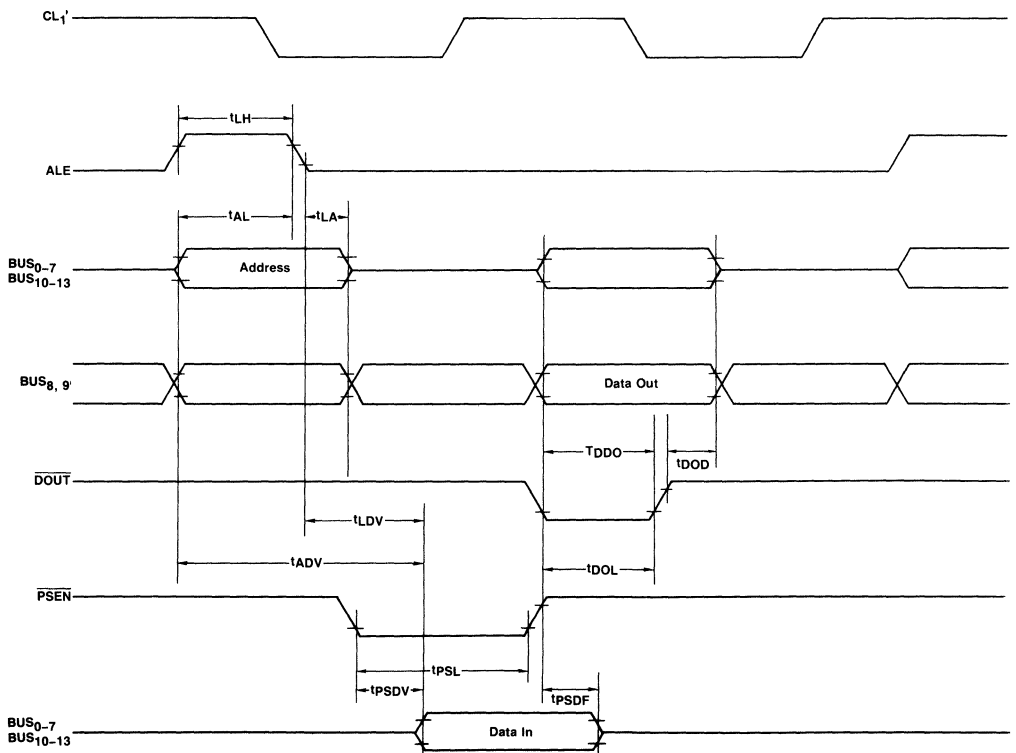 CL1'
tLH
ALE
tAL
tLA
BUS0–7
BUS10–13
Address
BUS8, 9'
Data Out
TDDO
tDOD
DOUT
tLDV
tADV
tDOL
PSEN
tPSL
tPSDV
tPSDF
BUS0–7
BUS10–13
Data In